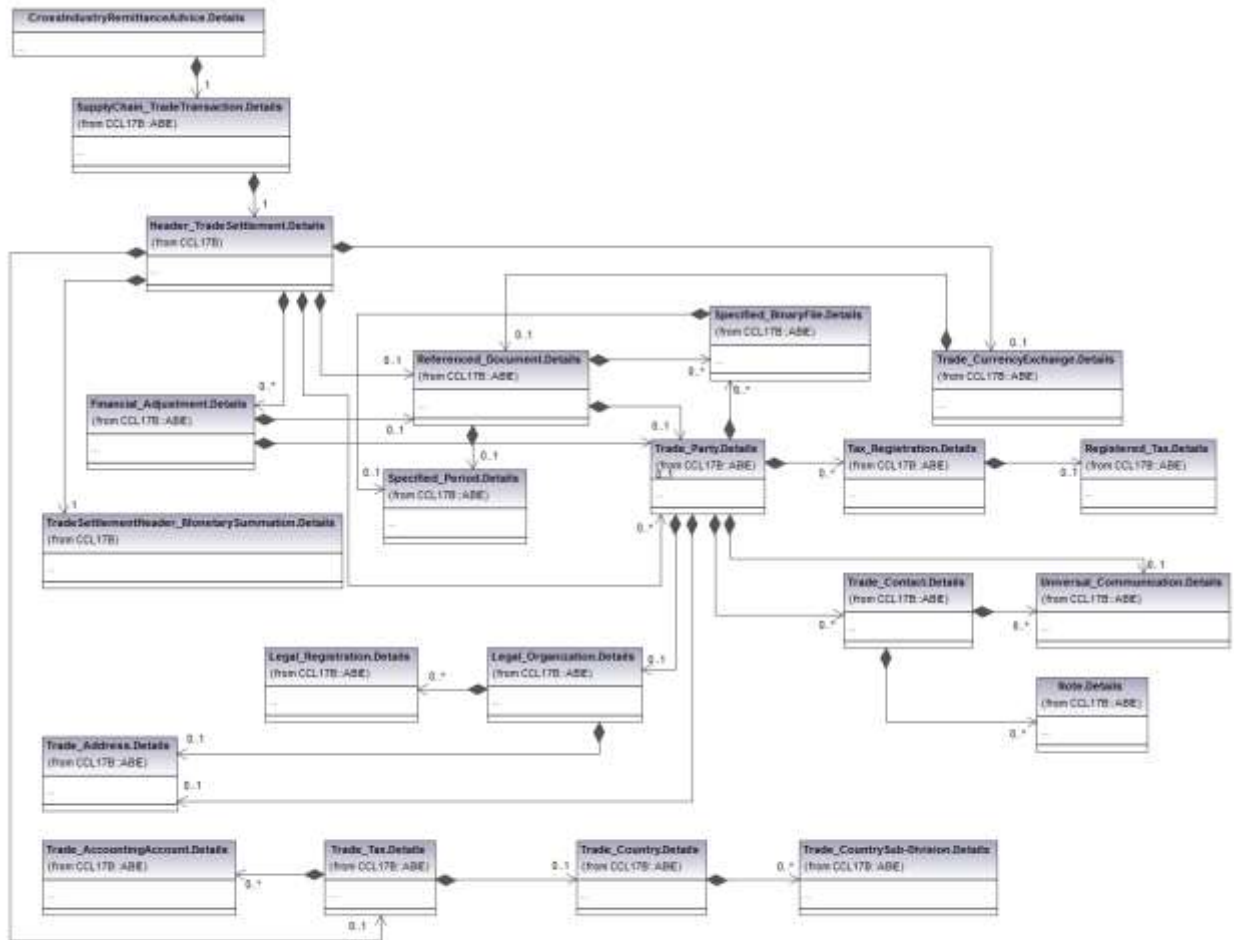 CrossIndustryRemittanceAdvice.Details
...
1
SupplyChain_TradeTransaction.Details
(from CCL17B::ABIE)
...
1
Header_TradeSettlement.Details
(from CCL17B)
...
Specified_BinaryFile.Details
(from CCL17B::ABIE)
...
0..1
0..1
0..1
Referenced_Document.Details
(from CCL17B::ABIE)
...
0..*
0..*
Trade_CurrencyExchange.Details
(from CCL17B::ABIE)
...
0..*
Financial_Adjustment.Details
(from CCL17B::ABIE)
...
0..1
0..1
Trade_Party.Details
(from CCL17B::ABIE)
0..1
...
0..*
Tax_Registration.Details
(from CCL17B::ABIE)
...
0..*
Registered_Tax.Details
(from CCL17B::ABIE)
...
0..1
0..1
0..1
Specified_Period.Details
(from CCL17B::ABIE)
...
1
TradeSettlementHeader_MonetarySummation.Details
(from CCL17B)
...
0..1
Trade_Contact.Details
(from CCL17B::ABIE)
...
0..*
Universal_Communication.Details
(from CCL17B::ABIE)
...
0..*
Legal_Registration.Details
(from CCL17B::ABIE)
...
0..*
Legal_Organization.Details
(from CCL17B::ABIE)
...
0..1
Note.Details
(from CCL17B::ABIE)
...
0..*
Trade_Address.Details
(from CCL17B::ABIE)
...
0..1
0..1
Trade_AccountingAccount.Details
(from CCL17B::ABIE)
...
0..*
Trade_Tax.Details
(from CCL17B::ABIE)
...
0..1
0..1
Trade_Country.Details
(from CCL17B::ABIE)
...
0..*
Trade_CountrySub-Division.Details
(from CCL17B::ABIE)
...